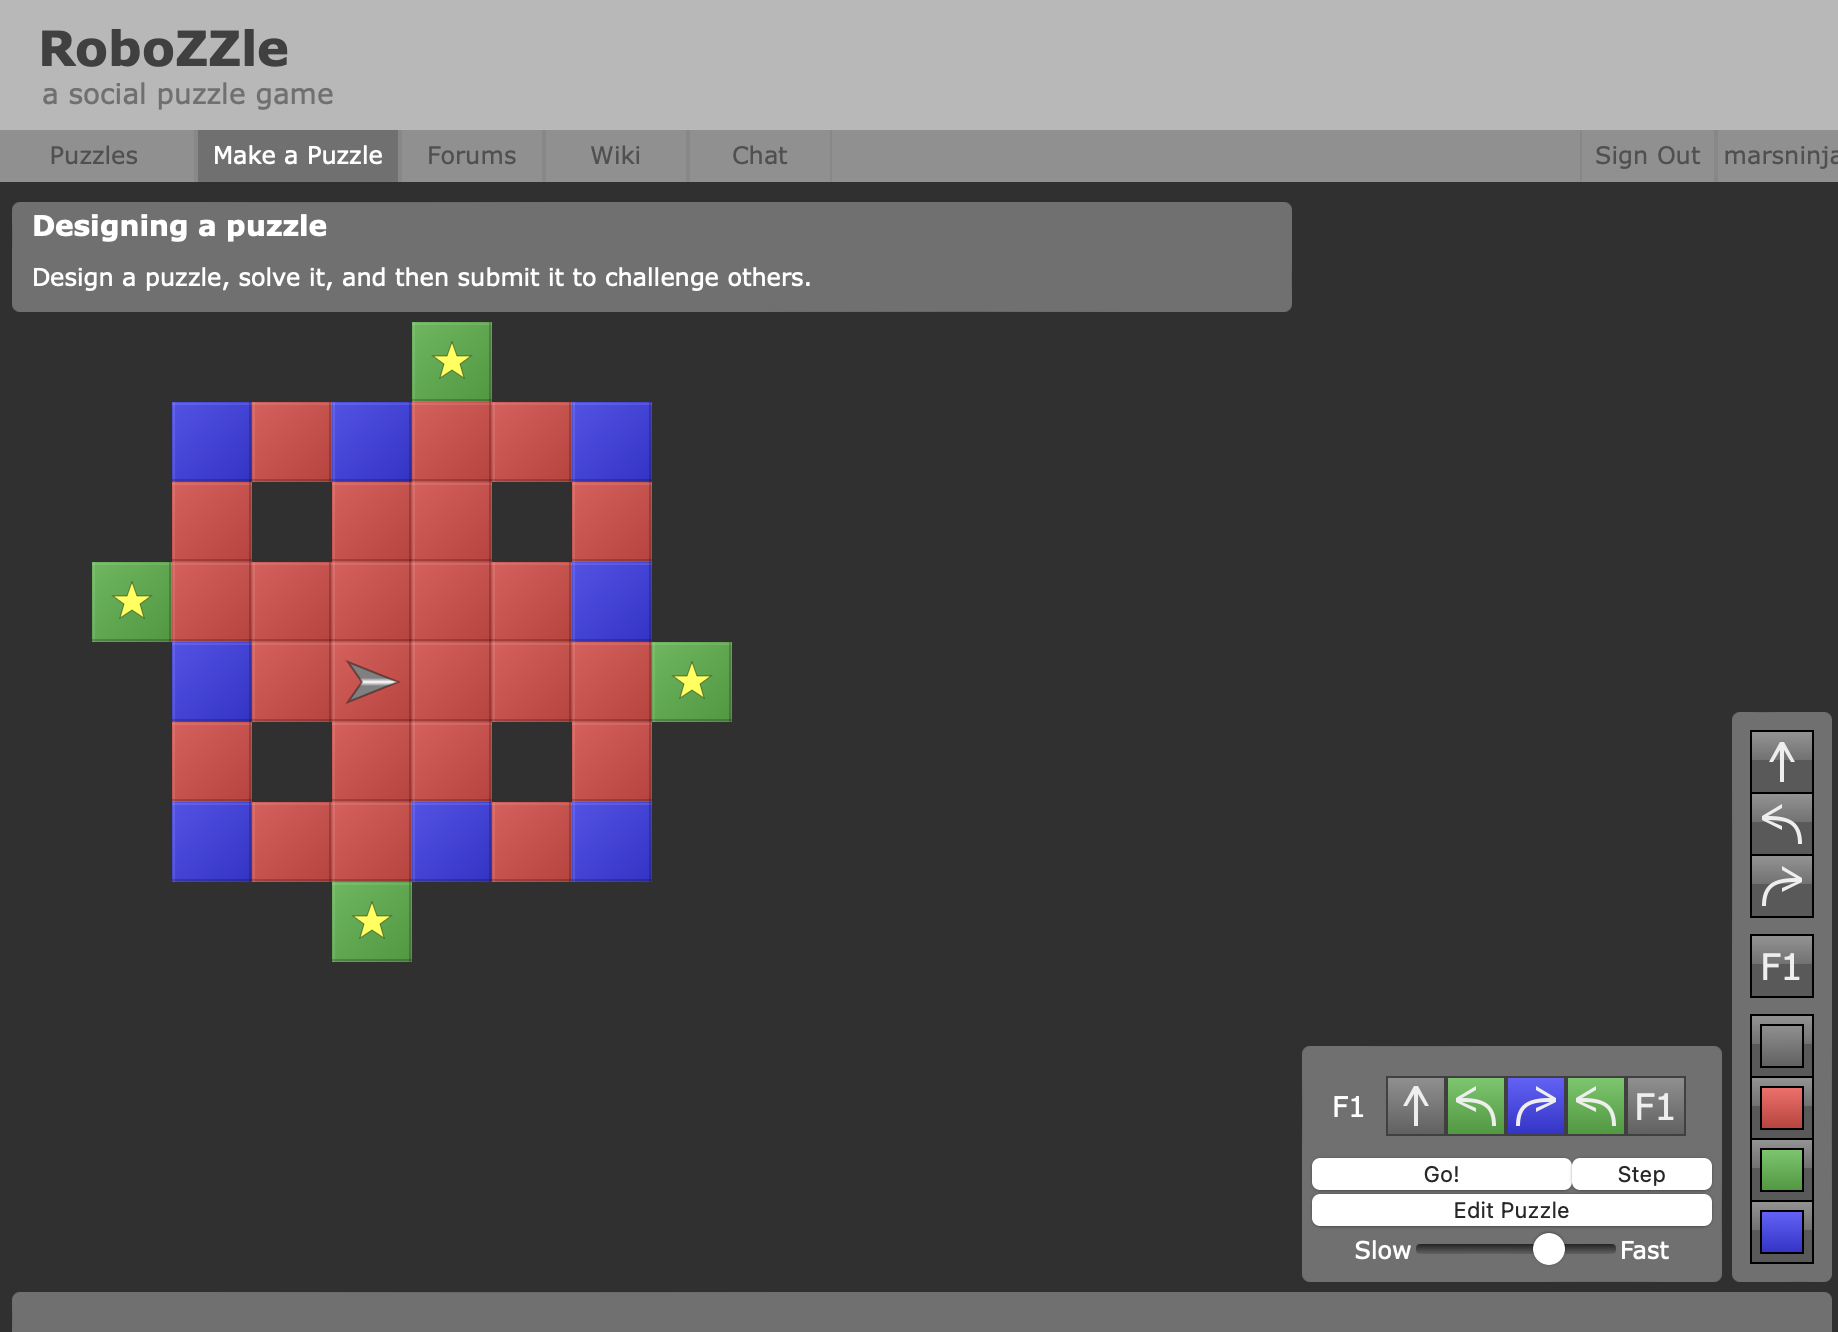 RoboZZle
a social puzzle game
Puzzles
Make a Puzzle
Forums
Wiki
Chat
Sign Out
marsninja
Designing a puzzle
Design a puzzle, solve it, and then submit it to challenge others.
F1
F1
F1
Go!
Step
Edit Puzzle
Slow
Fast